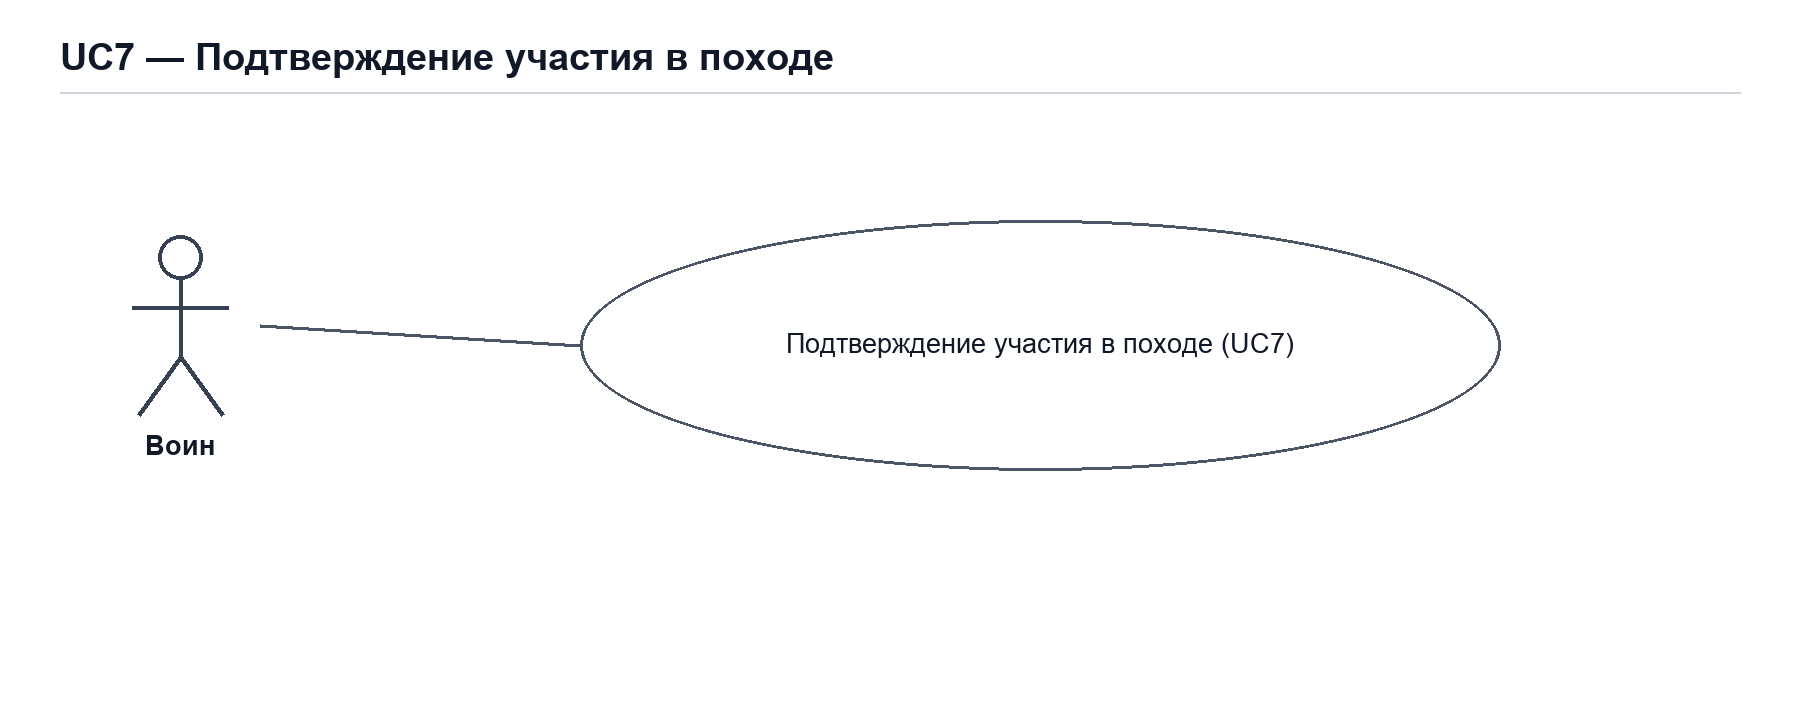 UC7 — Подтверждение участия в походе
Подтверждение участия в походе (UC7)
Воин